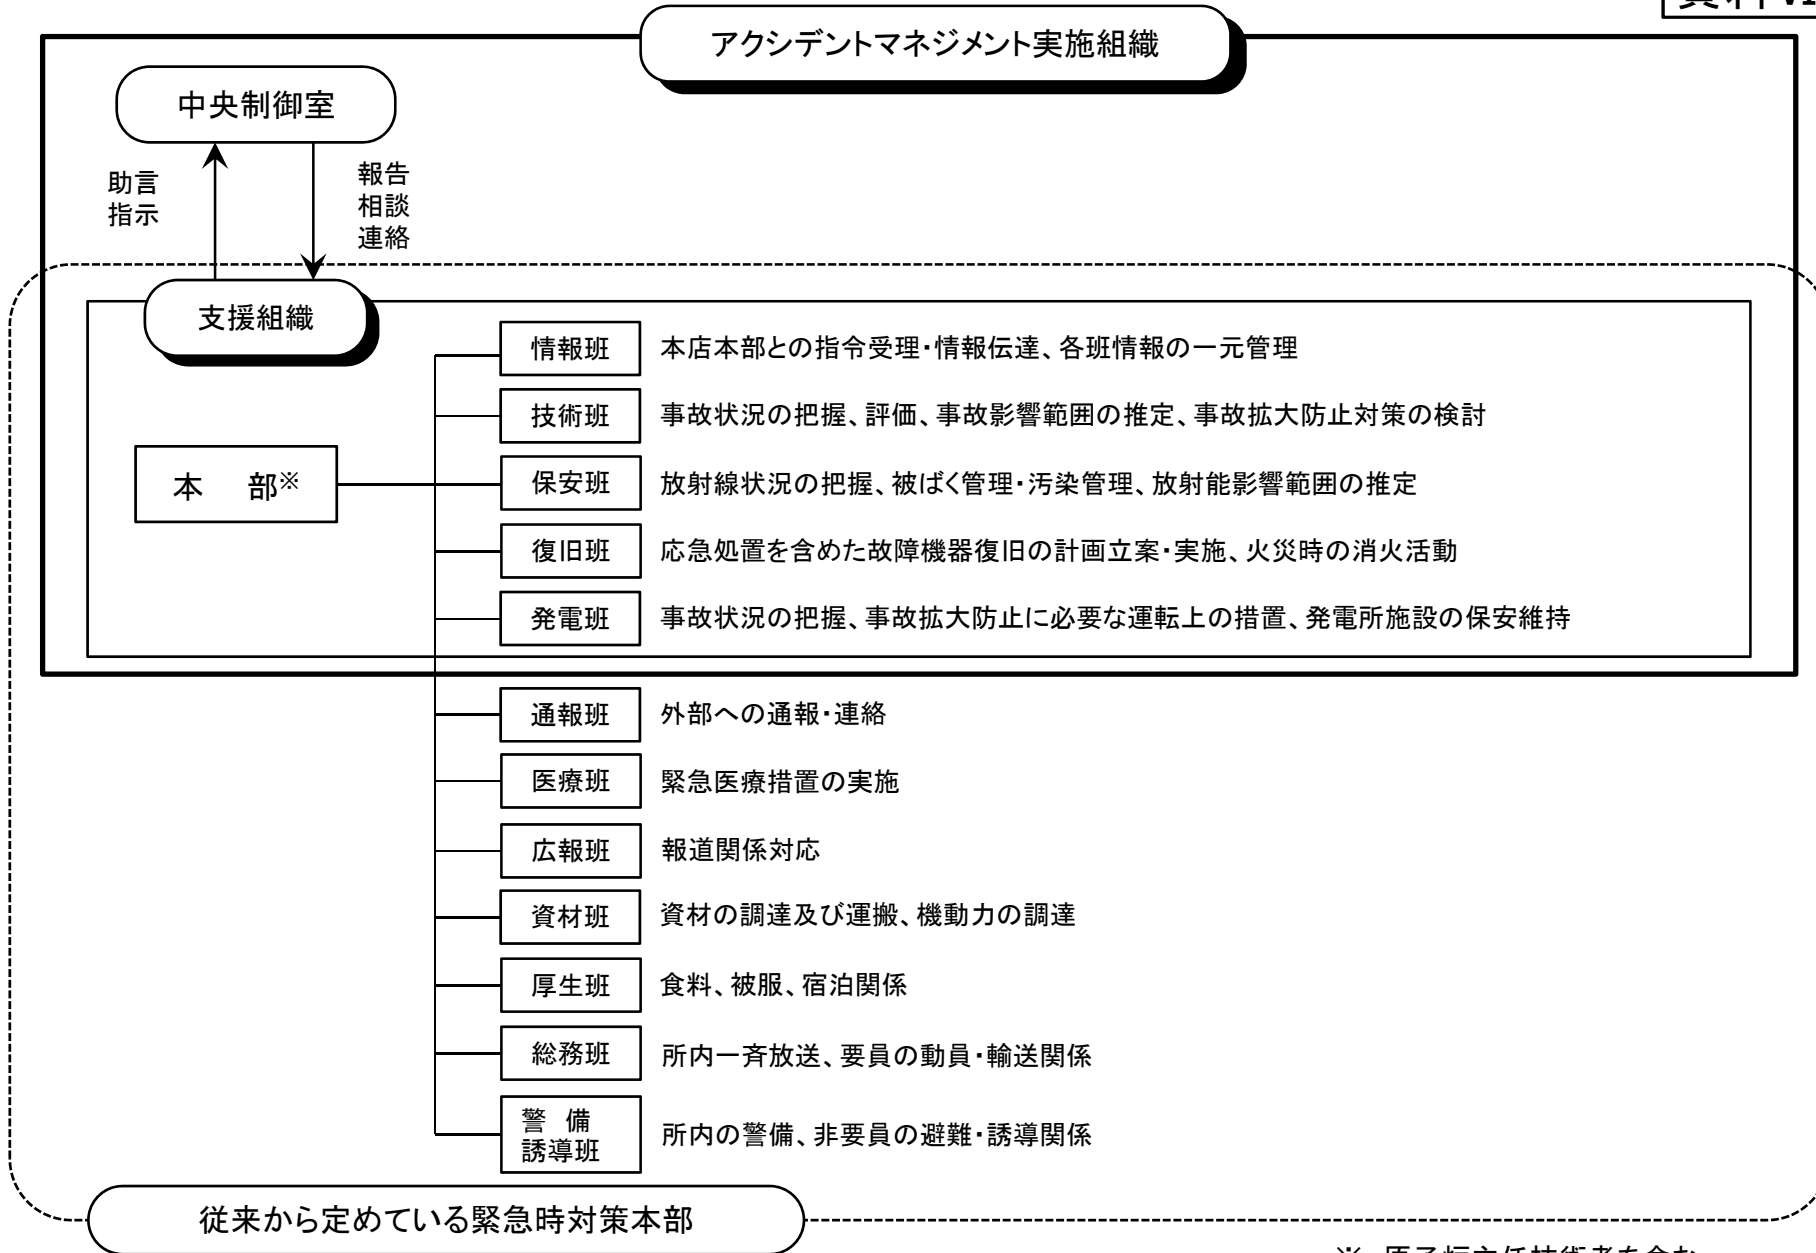 資料
アクシデントマネジメント実施組織
中央制御室
助言
指示
報告
相談
連絡
支援組織
情報班 本店本部との指令受理・情報伝達、各班情報の一元管理
技術班 事故状況の把握、評価、事故影響範囲の推定、事故拡大防止対策の検討
本 部※
保安班 放射線状況の把握、被ばく管理・汚染管理、放射能影響範囲の推定
復旧班 応急処置を含めた故障機器復旧の計画立案・実施、火災時の消火活動
発電班 事故状況の把握、事故拡大防止に必要な運転上の措置、発電所施設の保安維持
通報班 外部への通報・連絡
医療班 緊急医療措置の実施
広報班 報道関係対応
資材班 資材の調達及び運搬、機動力の調達
厚生班 食料、被服、宿泊関係
総務班 所内一斉放送、要員の動員・輸送関係
警 備
誘導班
所内の警備、非要員の避難・誘導関係
従来から定めている緊急時対策本部
※ 原子炉主任技術者を含む